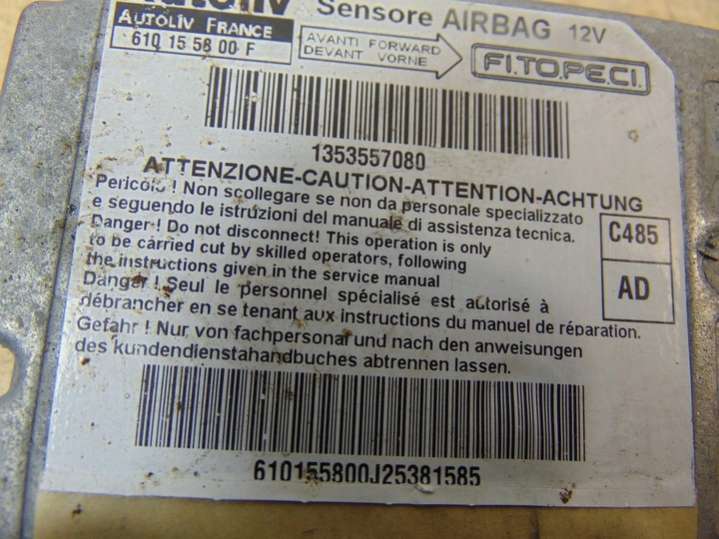 Autoliv
Sensore AIRBAG 12V
AUTOLIV FRANCE
610 15 58 00 F
AVANTI FORWARD
DEVANT VORNE
FI.TO.PE.CI.
1353557080
ATTENZIONE-CAUTION-ATTENTION-ACHTUNG
Pericolo ! Non scollegare se non da personale specializzato
e seguendo le istruzioni del manuale di assistenza tecnica.
Danger ! Do not disconnect! This operation is only
to be carried cut by skilled operators, following
the instructions given in the service manual
Danger ! Seul le personnel spécialisé est autorisé à
débrancher en se tenant aux instructions du manuel de réparation.
Gefahr ! Nur von fachpersonal und nach den anweisungen
des kundendienstahandbuches abtrennen lassen.
C485
AD
610155800J25381585